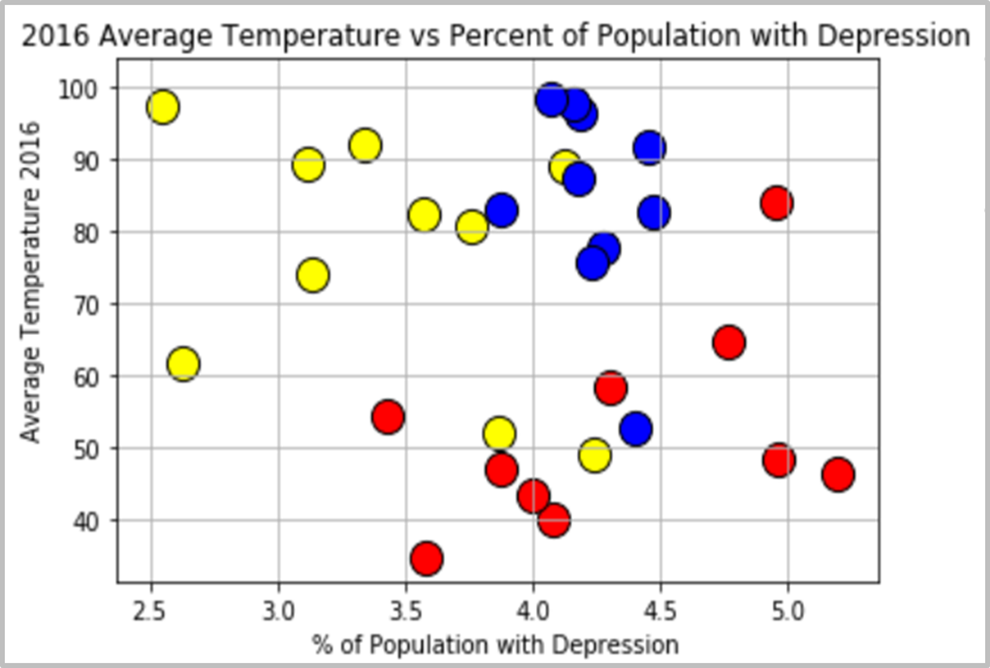 2016 Average Temperature vs Percent of Population with Depression
Average Temperature 2016
100
90
80
70
60
50
40
2.5 3.0 3.5 4.0 4.5 5.0
% of Population with Depression